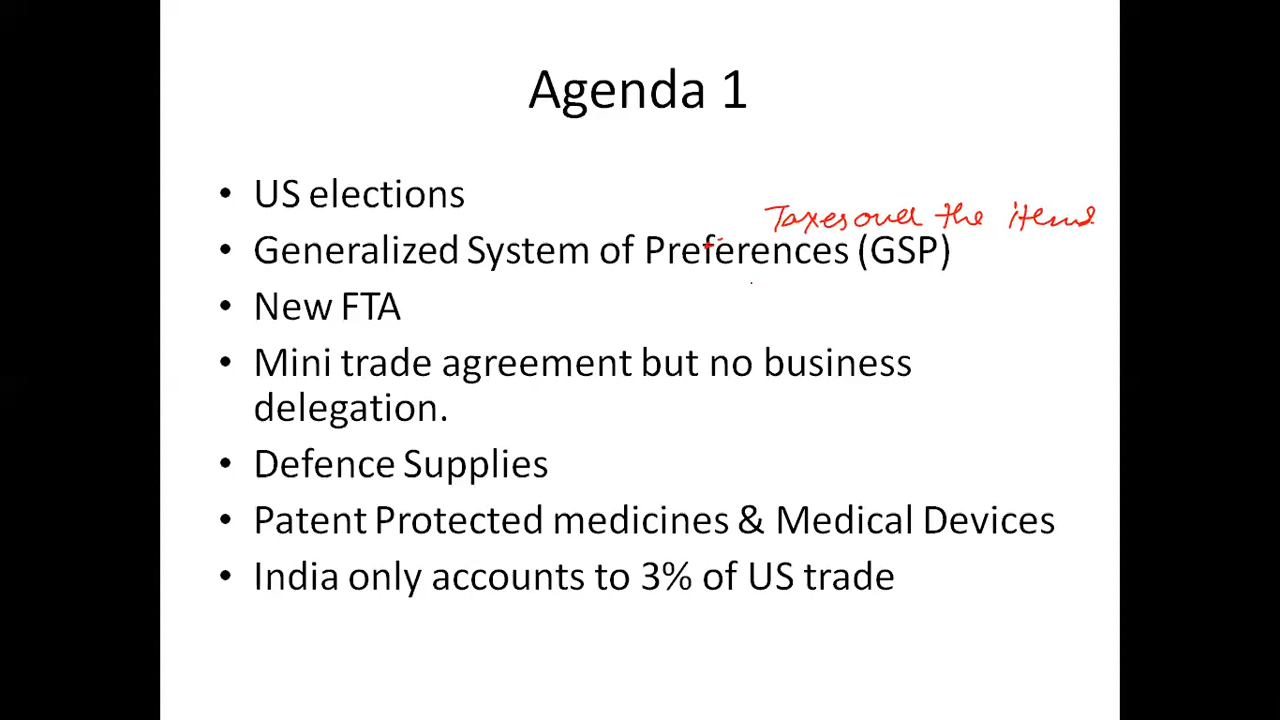 Agenda 1
• US elections
Taxes over the items
• Generalized System of Preferences (GSP)
• New FTA
• Mini trade agreement but no business
delegation.
• Defence Supplies
• Patent Protected medicines & Medical Devices
• India only accounts to 3% of US trade